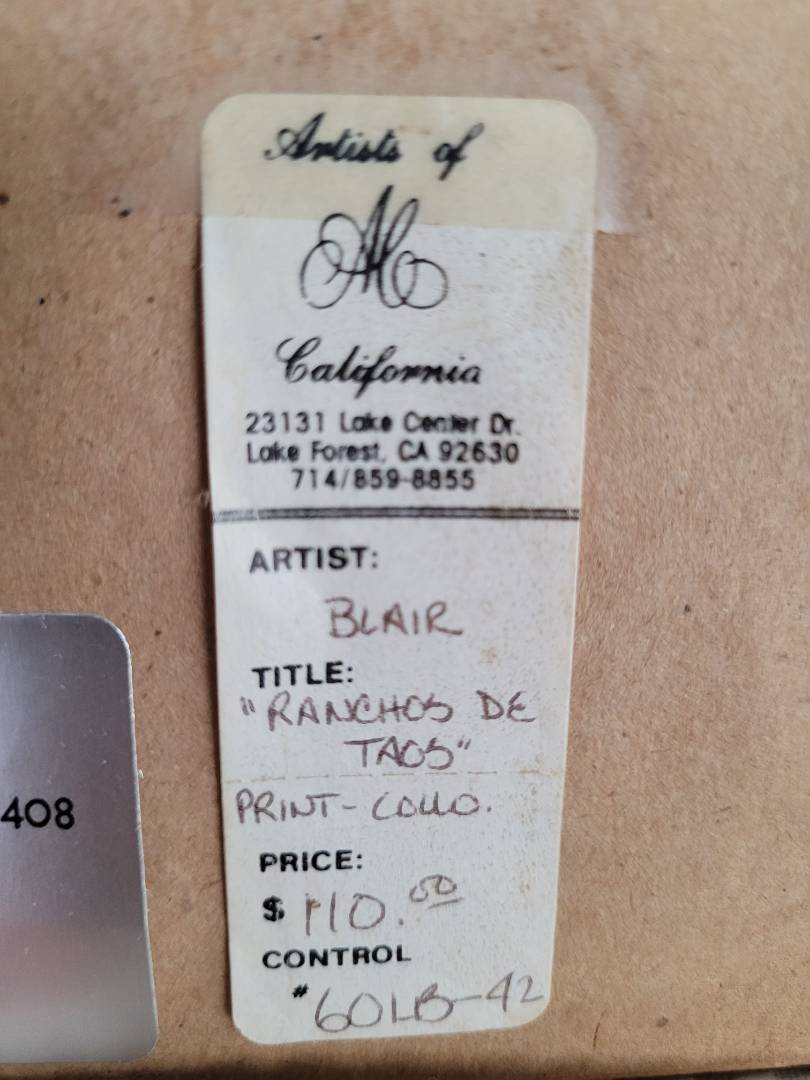 Artists of
AC
California
23131 Lake Center Dr.
Lake Forest, CA 92630
714/859-8855
ARTIST:
BLAIR
TITLE:
"RANCHOS DE
TAOS"
PRINT - COLLO.
408
PRICE:
$110.00
CONTROL
#60LB-42